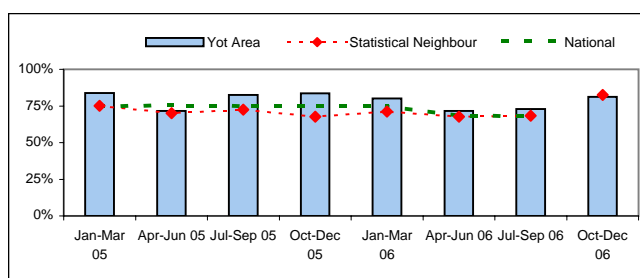 Yot Area Statistical Neighbour National
100%
75%
50%
25%
0%
Jan-Mar 05 Apr-Jun 05 Jul-Sep 05 Oct-Dec 05 Jan-Mar 06 Apr-Jun 06 Jul-Sep 06 Oct-Dec 06